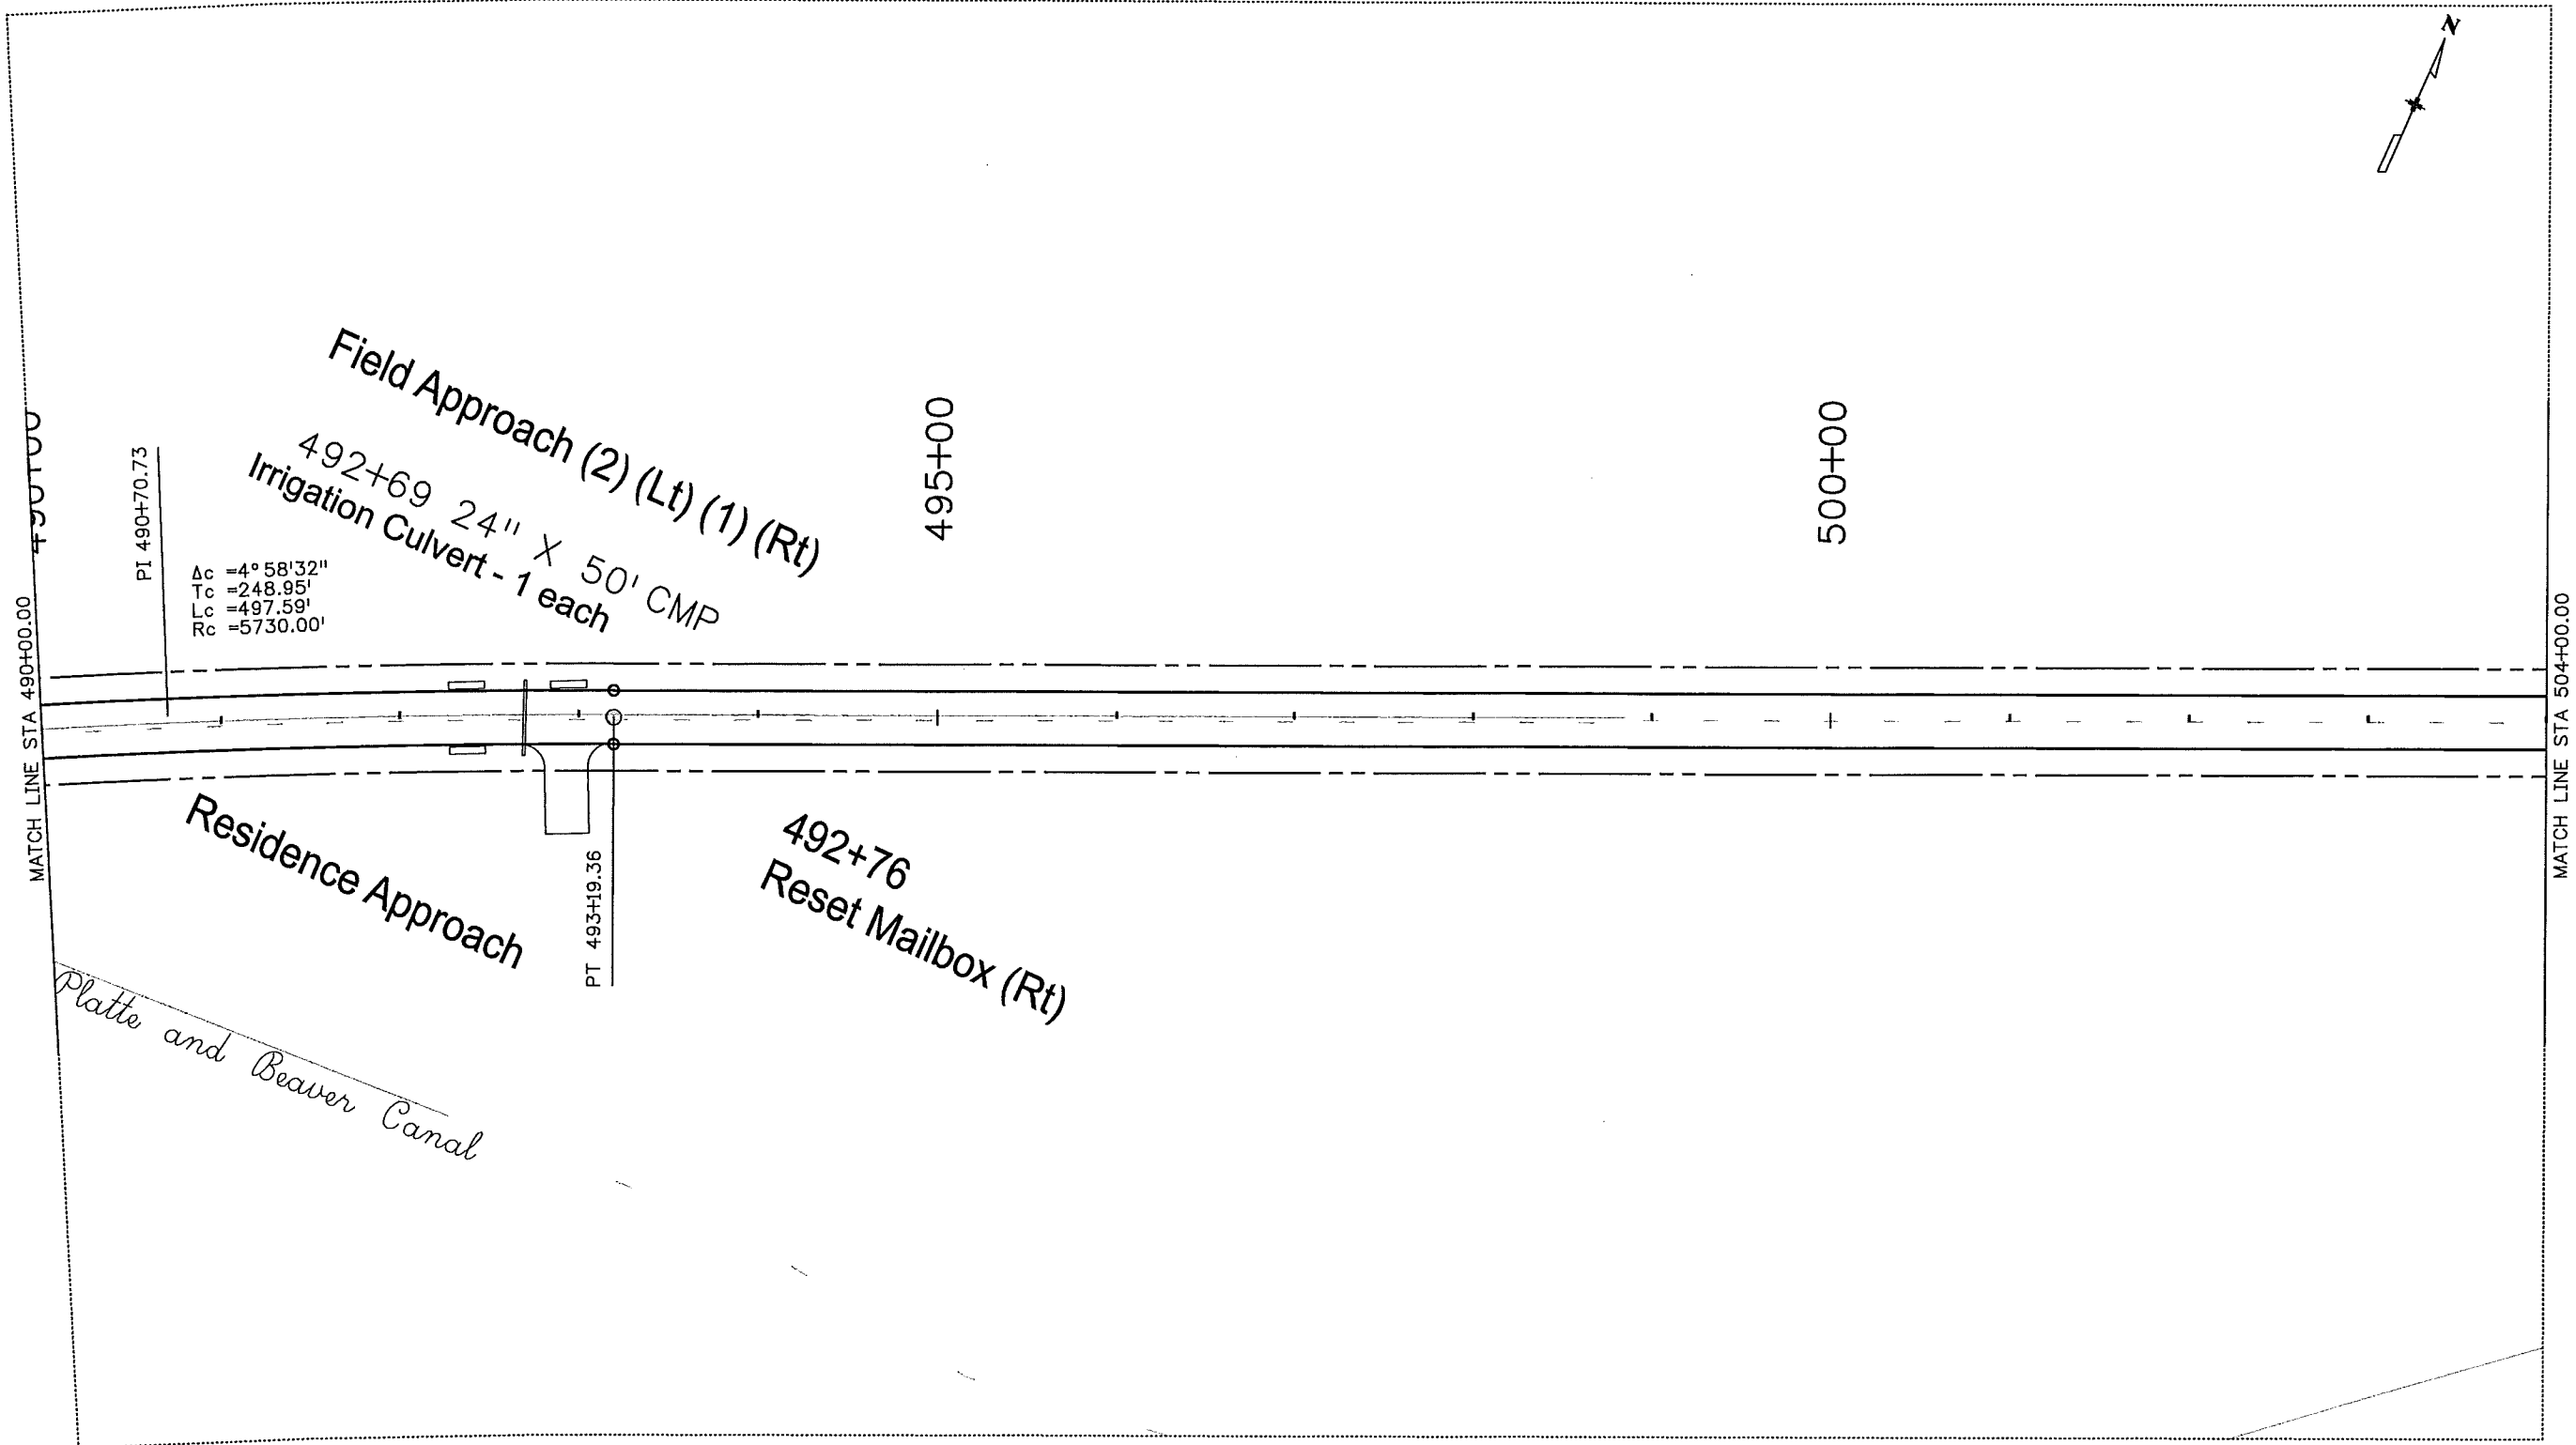 N
Field Approach (2) (Lt) (1) (Rt)
492+69 24" X 50' CMP
Irrigation Culvert - 1 each
495+00
500+00
PI 490+70.73
Δc =4°58'32"
Tc =248.95'
Lc =497.59'
Rc =5730.00'
MATCH LINE STA 490+00.00
MATCH LINE STA 504+00.00
Residence Approach
PT 493+19.36
492+76
Reset Mailbox (Rt)
Platte and Beaver Canal